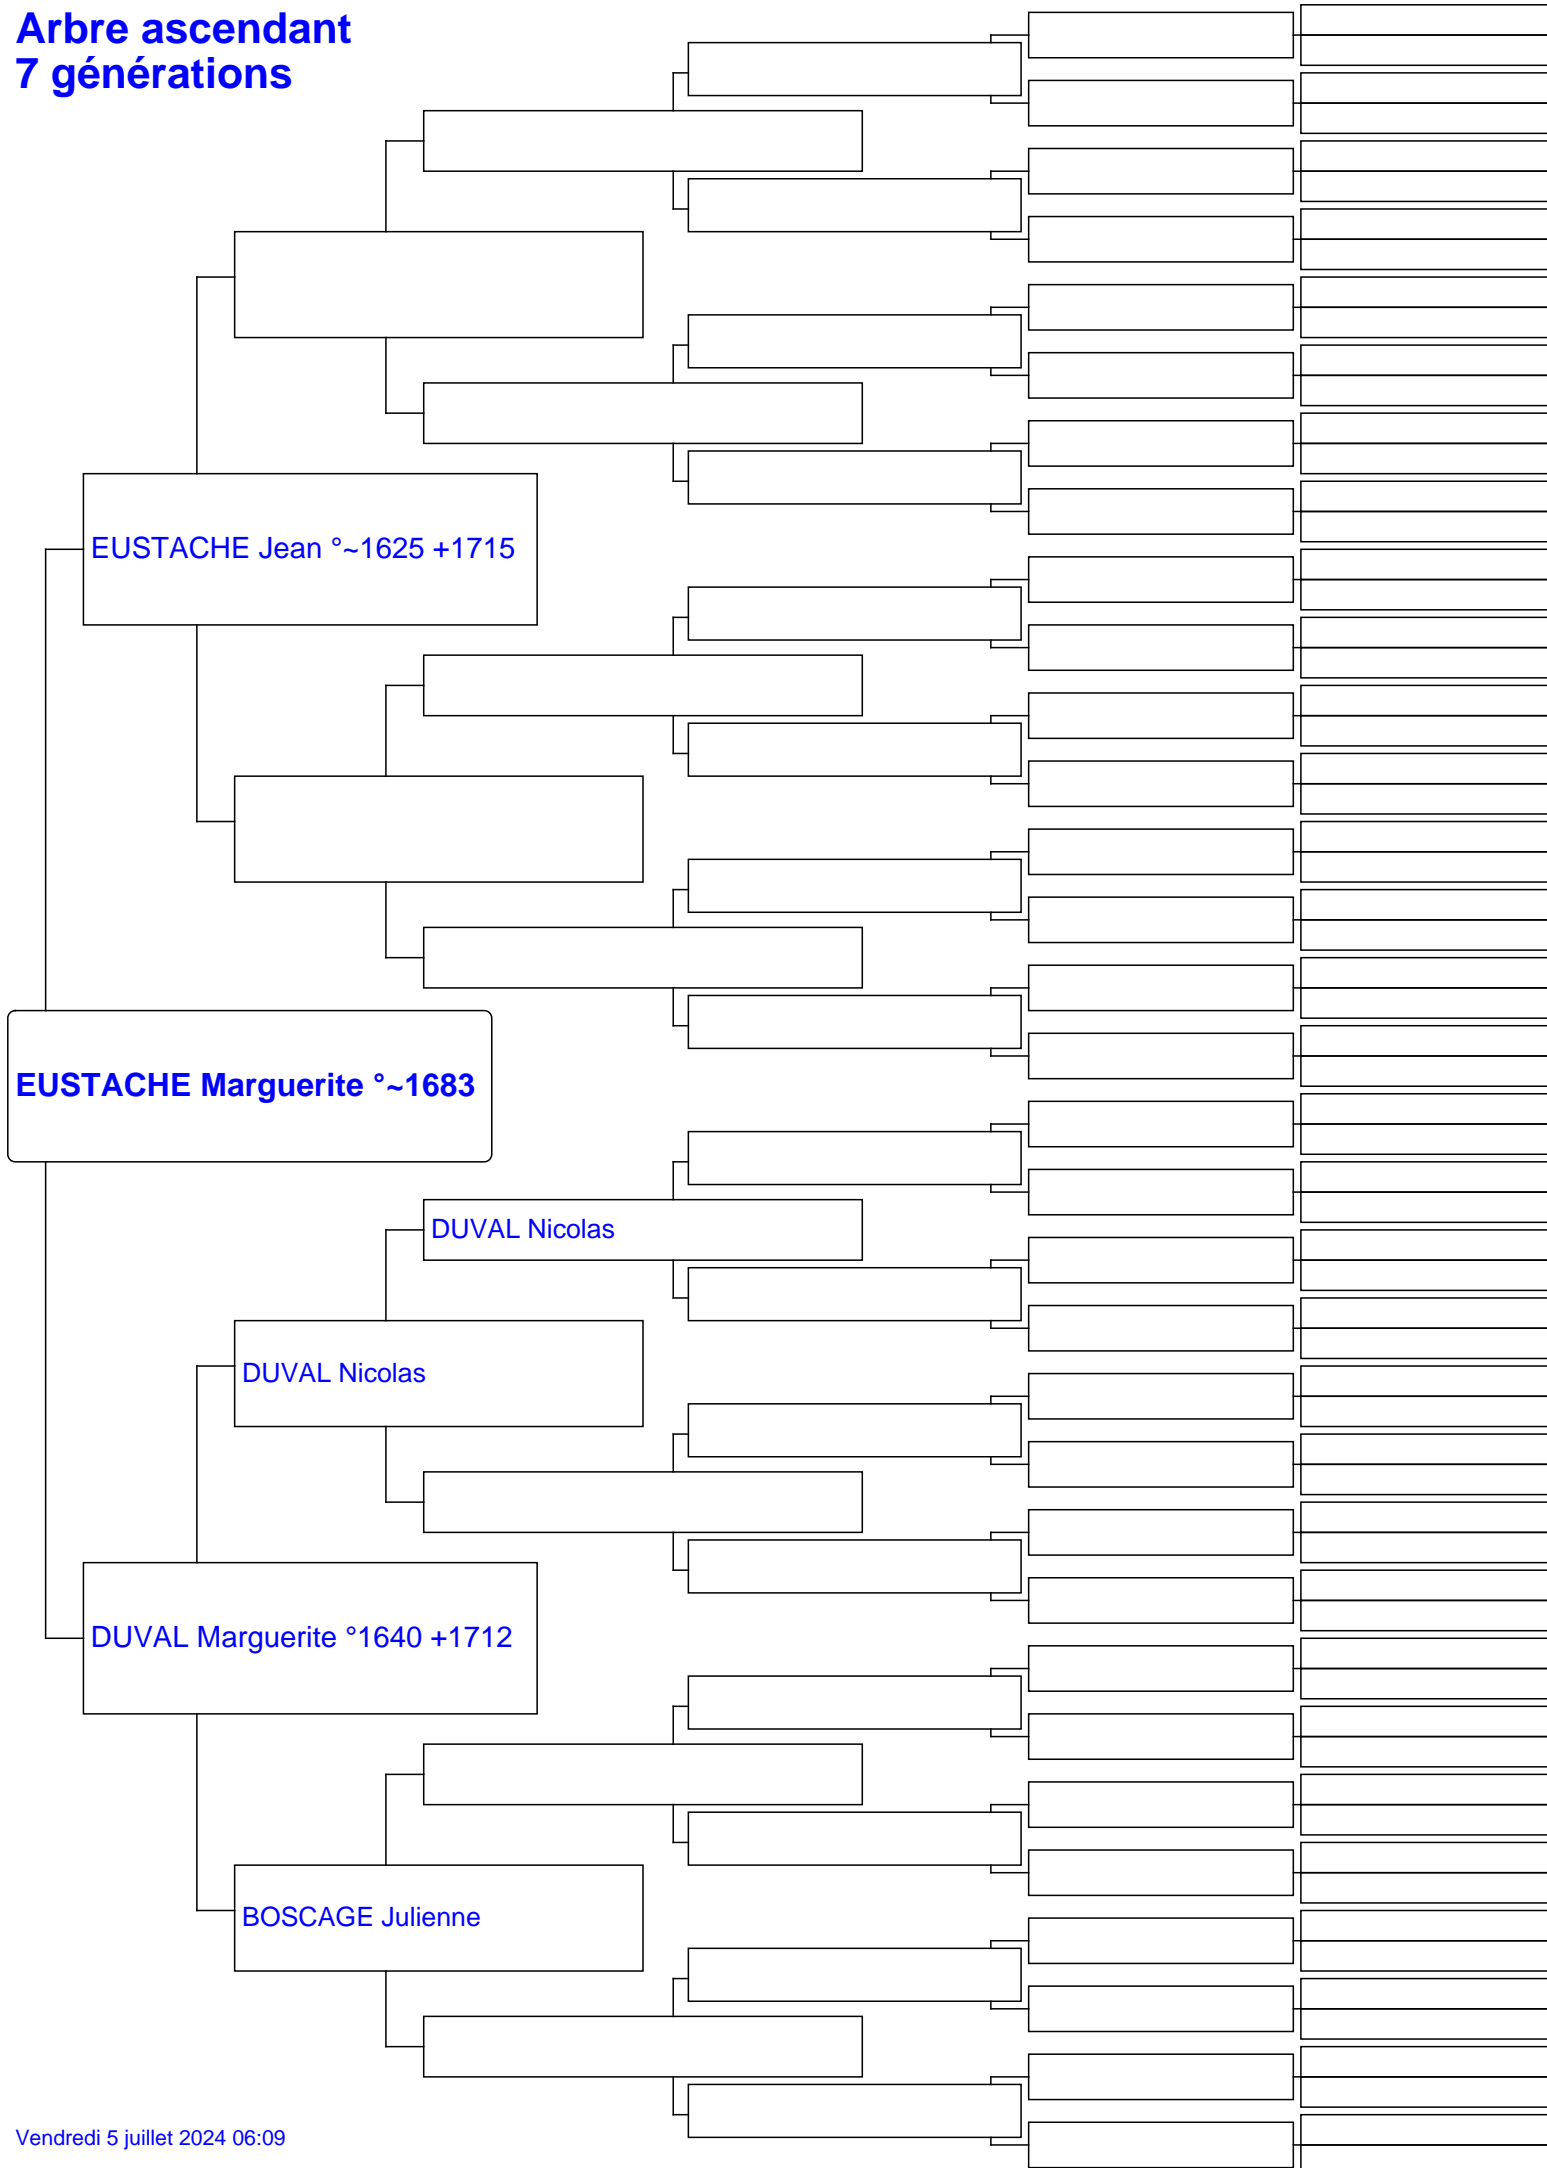 Arbre ascendant
7 générations
EUSTACHE Jean °~1625 +1715
EUSTACHE Marguerite °~1683
DUVAL Nicolas
DUVAL Nicolas
DUVAL Marguerite °1640 +1712
BOSCAGE Julienne
Vendredi 5 juillet 2024 06:09